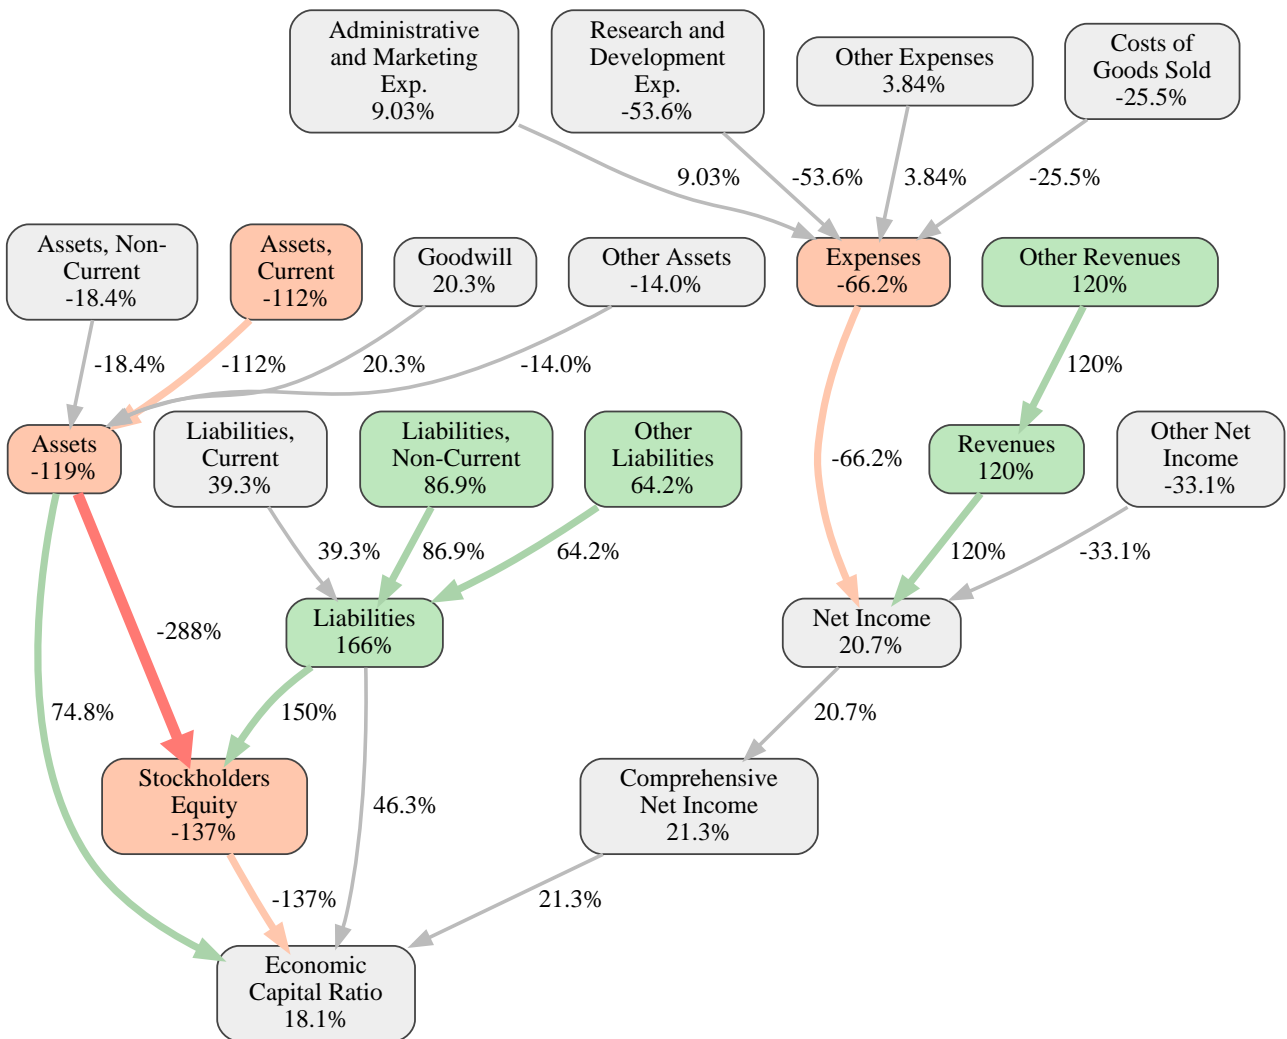 Administrative
and Marketing
Exp.
9.03%
Research and
Development
Exp.
-53.6%
Other Expenses
3.84%
Costs of
Goods Sold
-25.5%
9.03%
-53.6%
3.84%
-25.5%
Assets, Non-
Current
-18.4%
Assets,
Current
-112%
Goodwill
20.3%
Other Assets
-14.0%
Expenses
-66.2%
Other Revenues
120%
-18.4%
-112%
20.3%
-14.0%
120%
Assets
-119%
Liabilities,
Current
39.3%
Liabilities,
Non-Current
86.9%
Other
Liabilities
64.2%
-66.2%
Revenues
120%
Other Net
Income
-33.1%
39.3%
86.9%
64.2%
120%
-33.1%
-288%
Liabilities
166%
Net Income
20.7%
74.8%
150%
20.7%
Stockholders
Equity
-137%
46.3%
Comprehensive
Net Income
21.3%
-137%
21.3%
Economic
Capital Ratio
18.1%